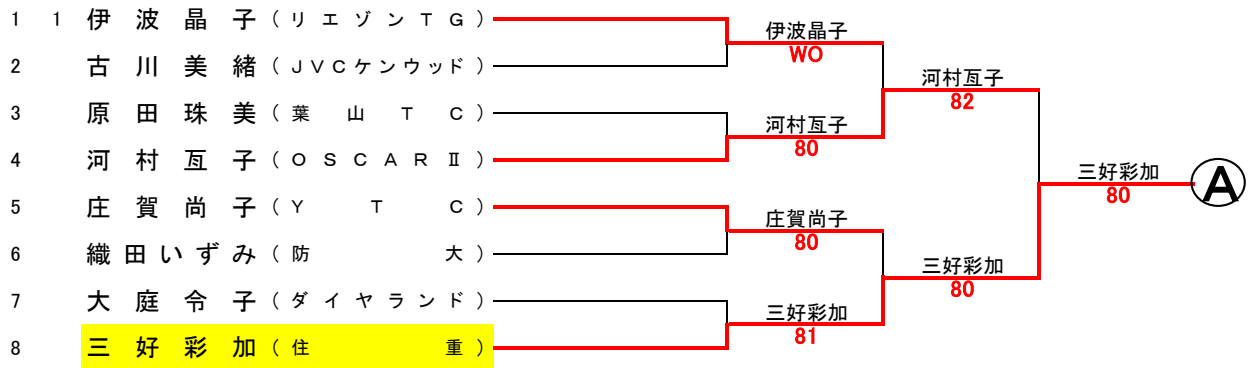 1 1 伊波晶子（リエゾンTG）
2 古川美緒（JVCケンウッド）
3 原田珠美（葉山TC）
4 河村亙子（OSCARⅡ）
5 庄賀尚子（YTC）
6 織田いずみ（防大）
7 大庭令子（ダイヤランド）
8 三好彩加（住重）
伊波晶子
WO
河村亙子
80
庄賀尚子
80
三好彩加
81
河村亙子
82
三好彩加
80
三好彩加
80
A